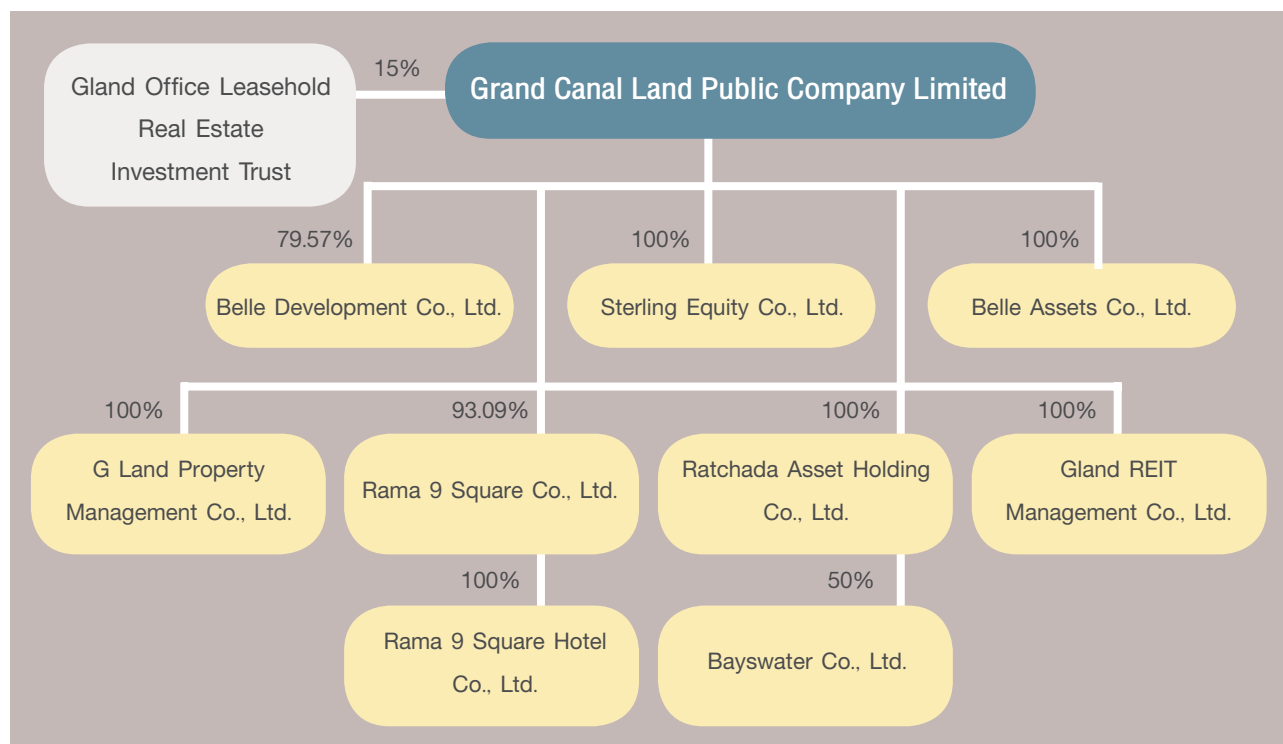 Gland Office Leasehold
Real Estate
Investment Trust
15%
Grand Canal Land Public Company Limited
79.57%
100%
100%
Belle Development Co., Ltd.
Sterling Equity Co., Ltd.
Belle Assets Co., Ltd.
100%
93.09%
100%
100%
G Land Property
Management Co., Ltd.
Rama 9 Square Co., Ltd.
Ratchada Asset Holding
Co., Ltd.
Gland REIT
Management Co., Ltd.
100%
50%
Rama 9 Square Hotel
Co., Ltd.
Bayswater Co., Ltd.